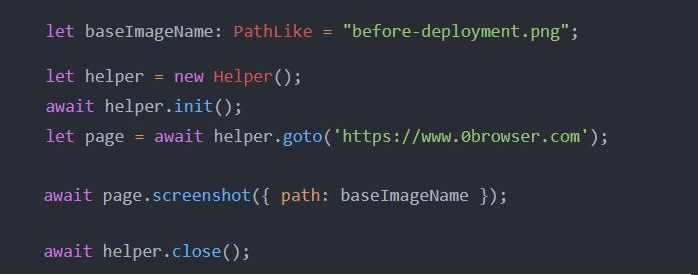 let baseImageName: PathLike = "before-deployment.png";
let helper = new Helper();
await helper.init();
let page = await helper.goto('https://www.0browser.com');
await page.screenshot({ path: baseImageName });
await helper.close();